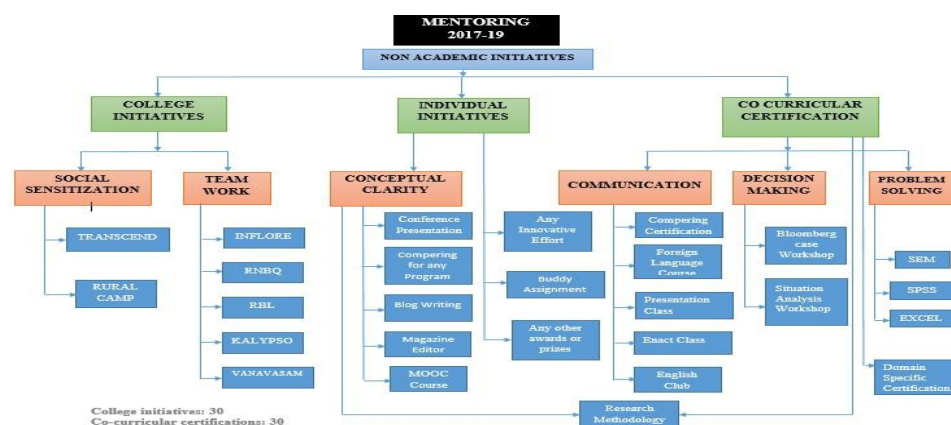 MENTORING
2017-19
NON ACADEMIC INITIATIVES
COLLEGE
INITIATIVES
INDIVIDUAL
INITIATIVES
CO CURRICULAR
CERTIFICATION
SOCIAL
SENSITIZATION
TEAM
WORK
CONCEPTUAL
CLARITY
COMMUNICATION
DECISION
MAKING
PROBLEM
SOLVING
TRANSCEND
RURAL
CAMP
INFLORE
RNBQ
RBL
KALYPSO
VANAVASAM
Conference
Presentation
Compering for any
Program
Blog Writing
Magazine
Editor
MOOC
Course
Any
Innovative
Effort
Buddy
Assignment
Any other
awards or
prizes
Compering
Certification
Foreign
Language
Course
Presentation
Class
Enact Class
English
Club
Bloomberg
case
Workshop
Situation
Analysis
Workshop
SEM
SPSS
EXCEL
Domain
Specific
Certification
Research
Methodology
College initiatives: 30
Co-curricular certifications: 30